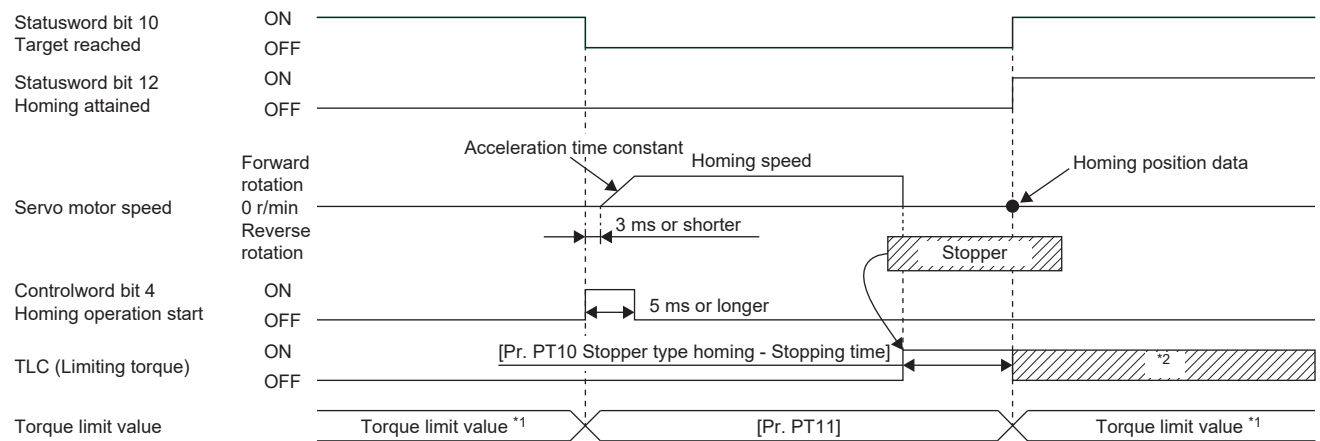 Statusword bit 10
Target reached
ON
OFF
Statusword bit 12
Homing attained
ON
OFF
Acceleration time constant
Homing speed
Homing position data
Servo motor speed
Forward
rotation
0 r/min
Reverse
rotation
3 ms or shorter
Stopper
Controlword bit 4
Homing operation start
ON
OFF
5 ms or longer
TLC (Limiting torque)
ON
OFF
[Pr. PT10 Stopper type homing - Stopping time]
*2
Torque limit value
Torque limit value *1
[Pr. PT11]
Torque limit value *1